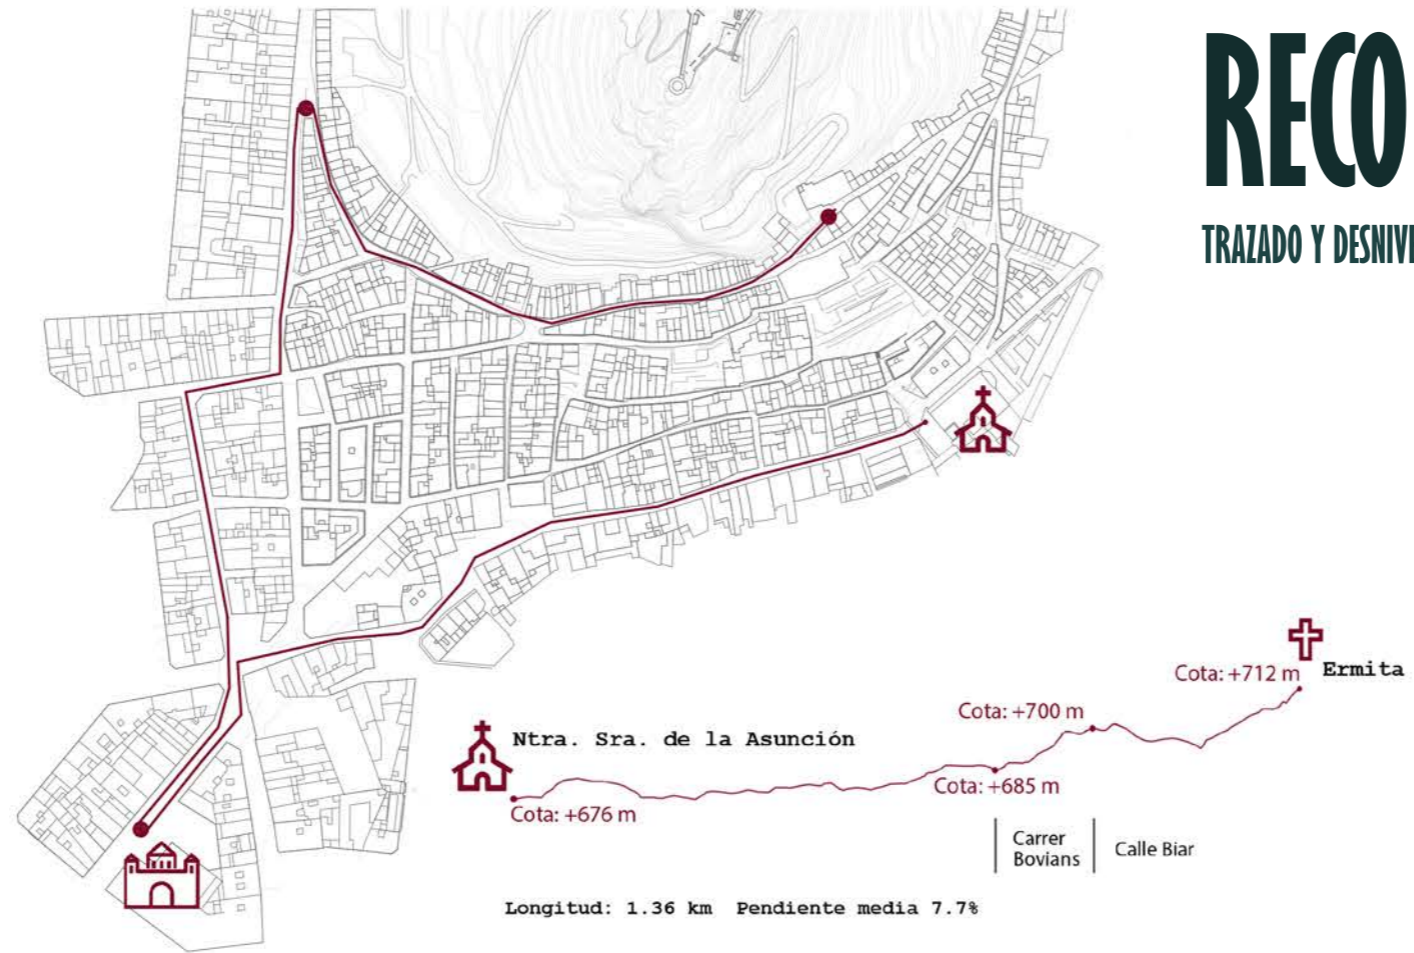 RECO
TRAZADO Y DESNIV
Cota: +712 m
Ermita
Cota: +700 m
Ntra. Sra. de la Asunción
Cota: +685 m
Cota: +676 m
Carrer
Bovians
Calle Biar
Longitud: 1.36 km Pendiente media 7.7%